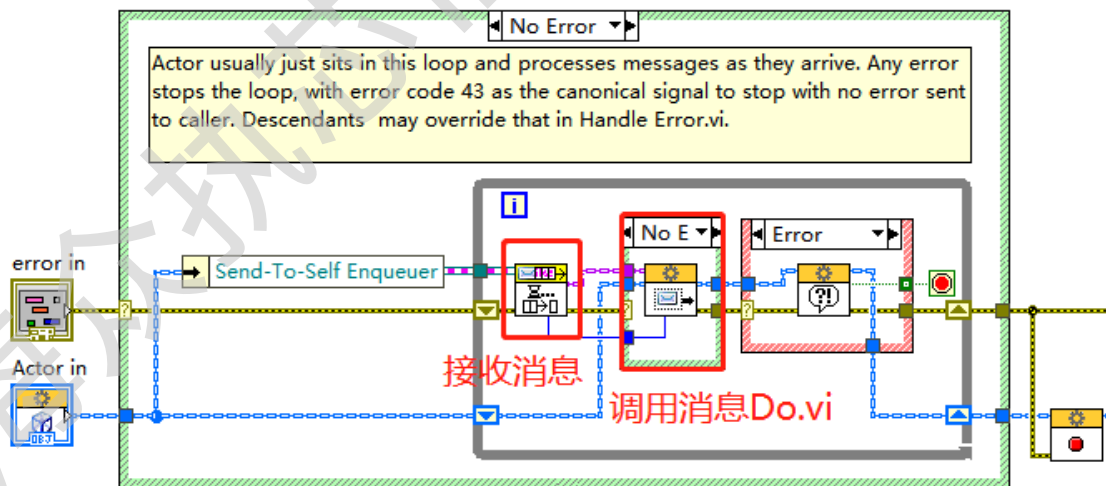 No Error
Actor usually just sits in this loop and processes messages as they arrive. Any error
stops the loop, with error code 43 as the canonical signal to stop with no error sent
to caller. Descendants may override that in Handle Error.vi.
i
No E
Error
error in
Send-To-Self Enqueuer
?!
Actor in
OBJ
接收消息
调用消息Do.vi